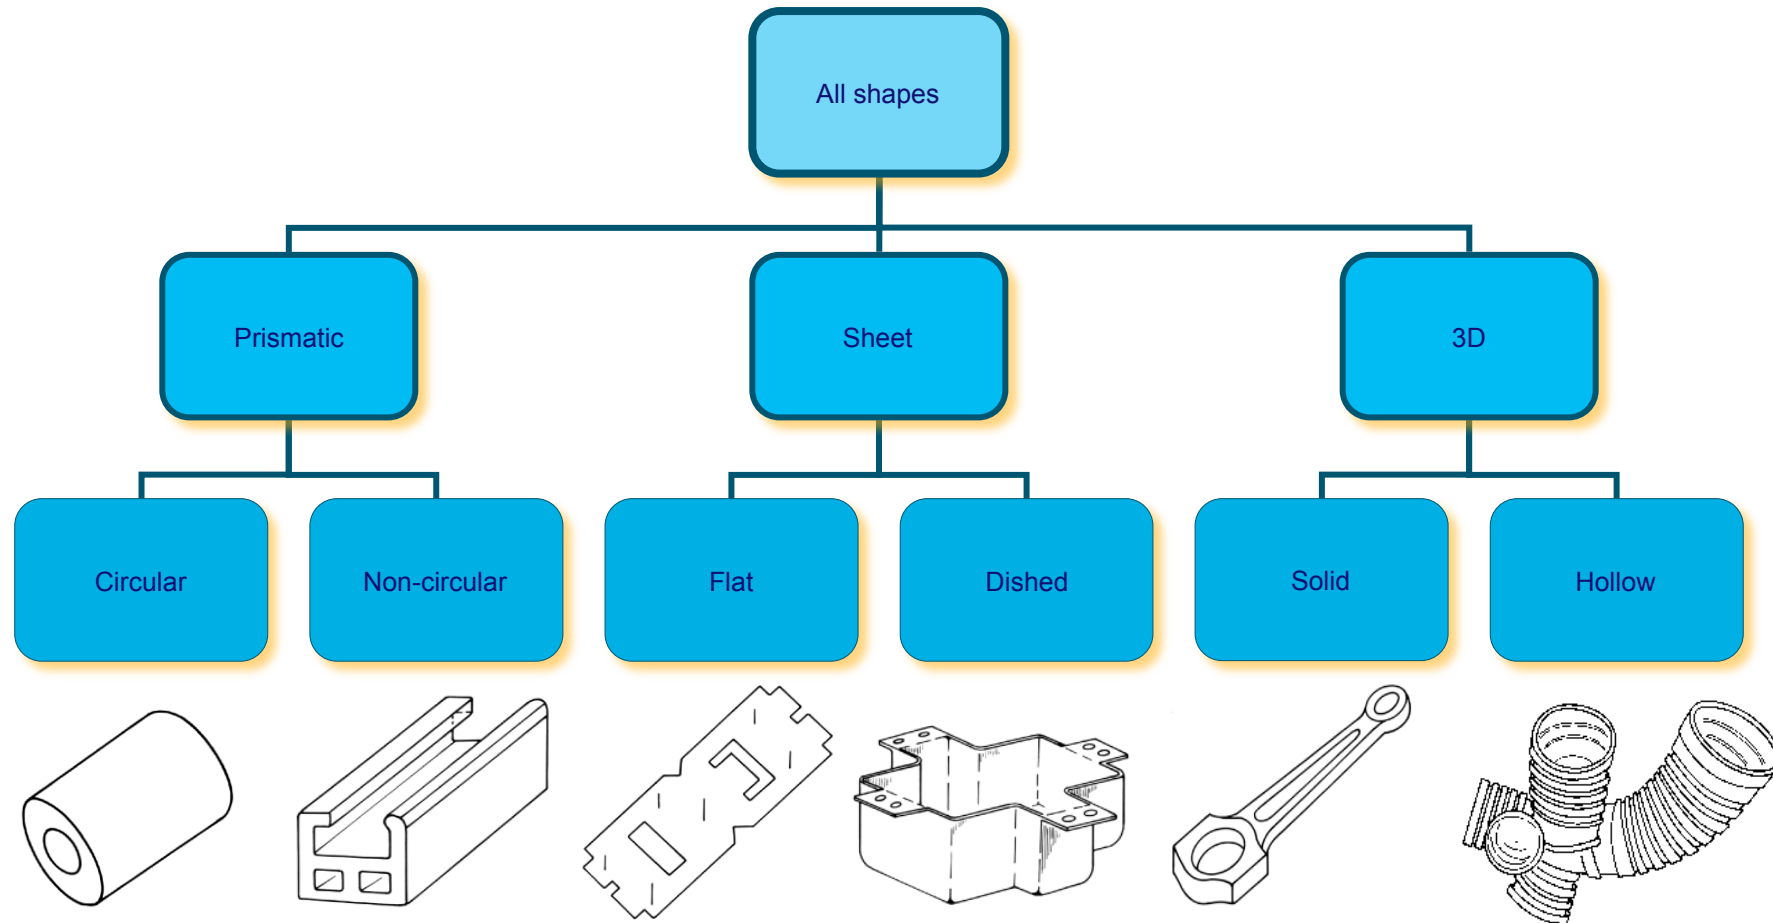 All shapes
Prismatic
Sheet
3D
Circular
Non-circular
Flat
Dished
Solid
Hollow